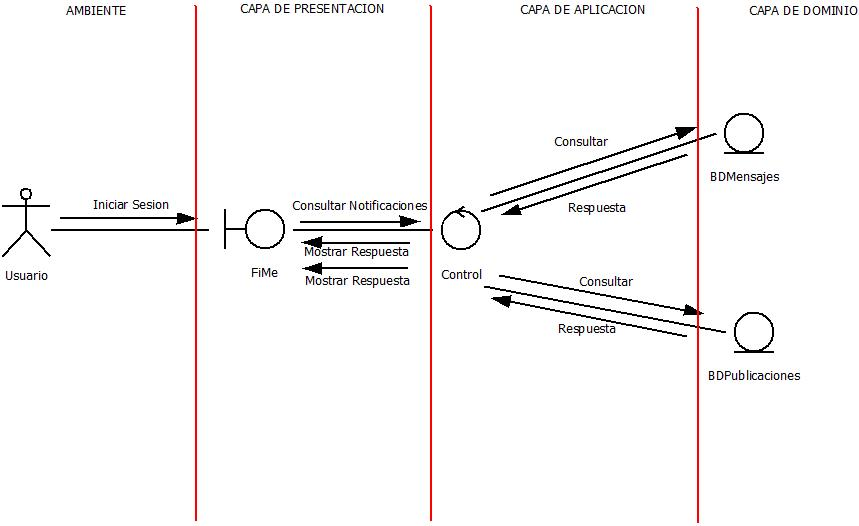 AMBIENTE
CAPA DE PRESENTACION
CAPA DE APLICACION
CAPA DE DOMINIO
Consultar
BDMensajes
Iniciar Sesion
Consultar Notificaciones
Respuesta
Mostrar Respuesta
Usuario
FiMe
Control
Mostrar Respuesta
Consultar
Respuesta
BDPublicaciones